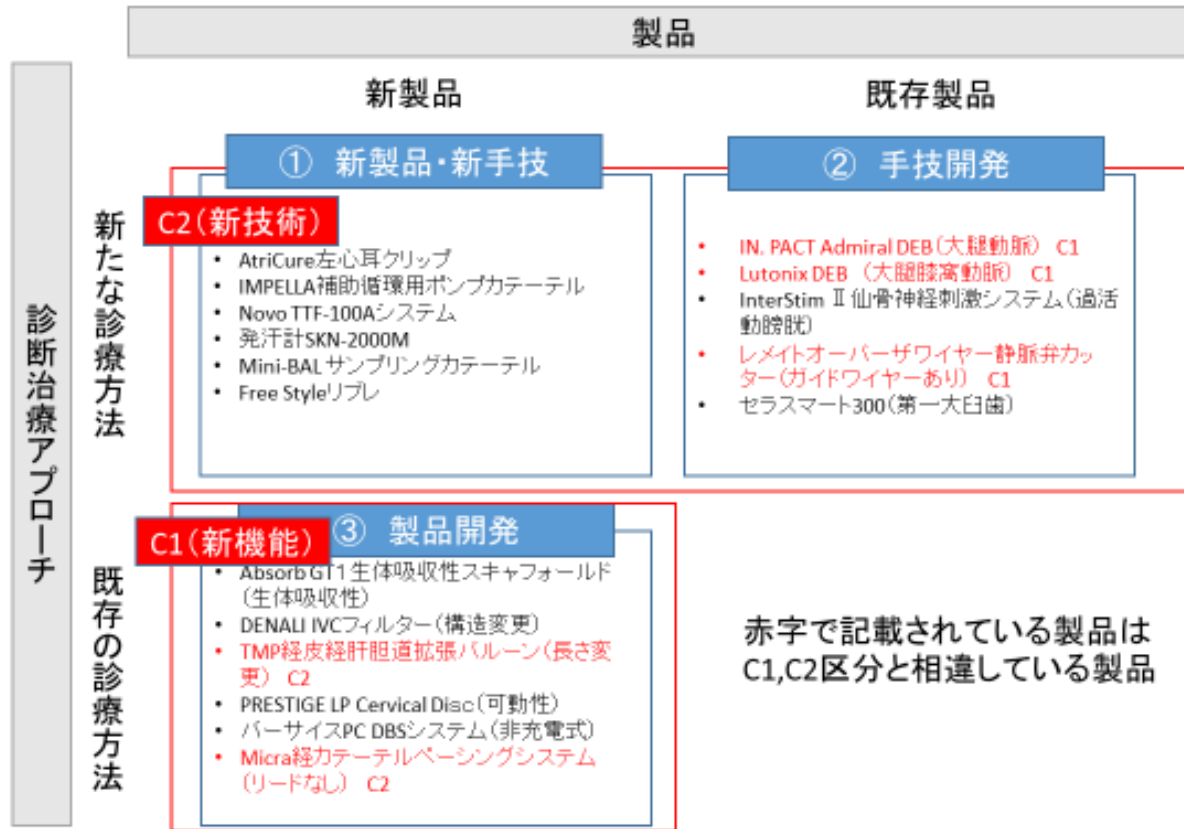 製品
診断治療アプローチ
新製品
既存製品
新たな診療方法
① 新製品・新手技
C2(新技術)
• AtriCure左心耳クリップ
• IMPELLA補助循環用ポンプカテーテル
• Novo TTF-100Aシステム
• 発汗計SKN-2000M
• Mini-BAL サンプリングカテーテル
• Free Styleリブレ
② 手技開発
• IN. PACT Admiral DEB(大腿動脈) C1
• Lutonix DEB (大腿膝窩動脈) C1
• InterStim Ⅱ仙骨神経刺激システム(過活
動膀胱)
• レメイトオーバーザワイヤー静脈弁カッ
ター(ガイドワイヤーあり) C1
• セラスマート300(第一大臼歯)
既存の診療方法
C1(新機能)
③ 製品開発
• Absorb GT1生体吸収性スキャフォールド
(生体吸収性)
• DENALI IVCフィルター(構造変更)
• TMP経皮経肝胆道拡張バルーン(長さ変
更) C2
• PRESTIGE LP Cervical Disc(可動性)
• バーサイスPC DBSシステム(非充電式)
• Micra経カテーテルペーシングシステム
(リードなし) C2
赤字で記載されている製品は
C1,C2区分と相違している製品